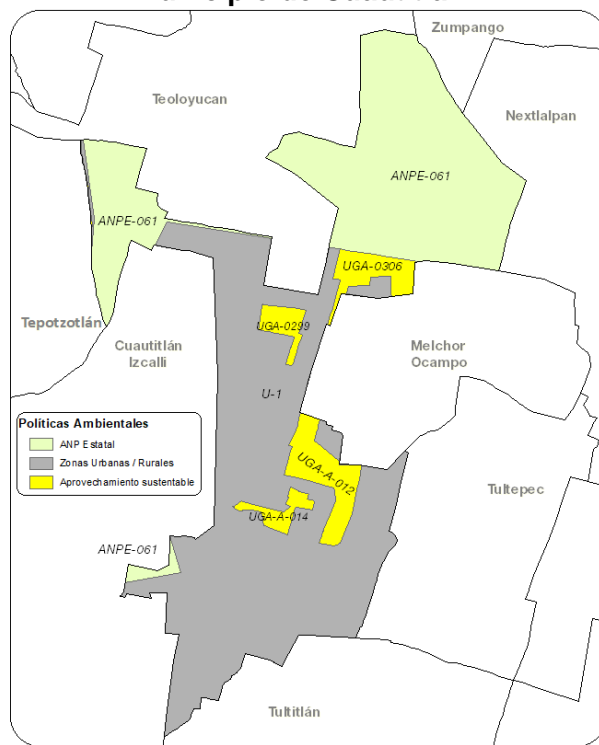 Zumpango
Teoloyucan
Nextlalpan
ANPE-061
ANPE-061
UGA-0306
Tepotzotlán
UGA-0299
Cuautitlán
Izcalli
Melchor
Ocampo
U-1
Políticas Ambientales
ANP Estatal
Zonas Urbanas / Rurales
Aprovechamiento sustentable
UGA-A-012
Tultepec
UGA-A-014
ANPE-061
Tultitlán